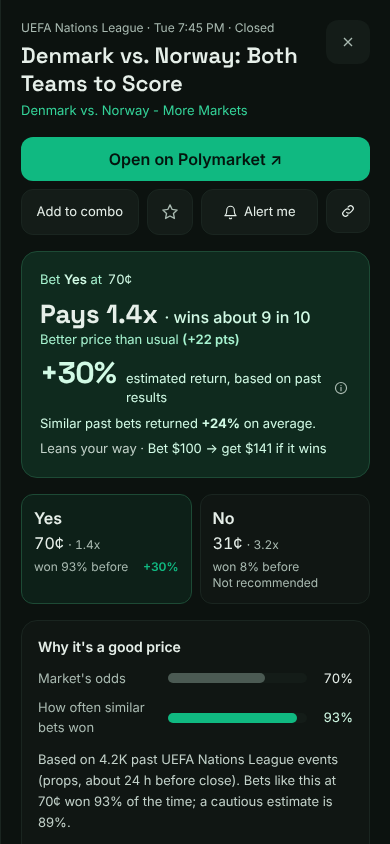 UEFA Nations League · Tue 7:45 PM · Closed
×
Denmark vs. Norway: Both
Teams to Score
Denmark vs. Norway - More Markets
Open on Polymarket ↗
Add to combo
Alert me
Bet Yes at 70¢
Pays 1.4x · wins about 9 in 10
Better price than usual (+22 pts)
+30% estimated return, based on past
results
Similar past bets returned +24% on average.
Leans your way · Bet $100 → get $141 if it wins
Yes
70¢ · 1.4x
won 93% before +30%
No
31¢ · 3.2x
won 8% before
Not recommended
Why it's a good price
Market's odds 70%
How often similar
bets won 93%
Based on 4.2K past UEFA Nations League events
(props, about 24 h before close). Bets like this at
70¢ won 93% of the time; a cautious estimate is
89%.